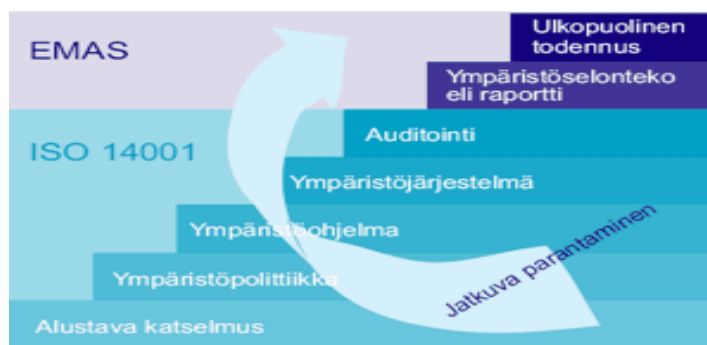 EMAS
Ulkopuolinen
todennus
Ympäristöselonteko
eli raportti
ISO 14001
Auditointi
Ympäristöjärjestelmä
Ympäristöohjelma
Ympäristöpolittiikka
Alustava katselmus
Jatkuva parantaminen